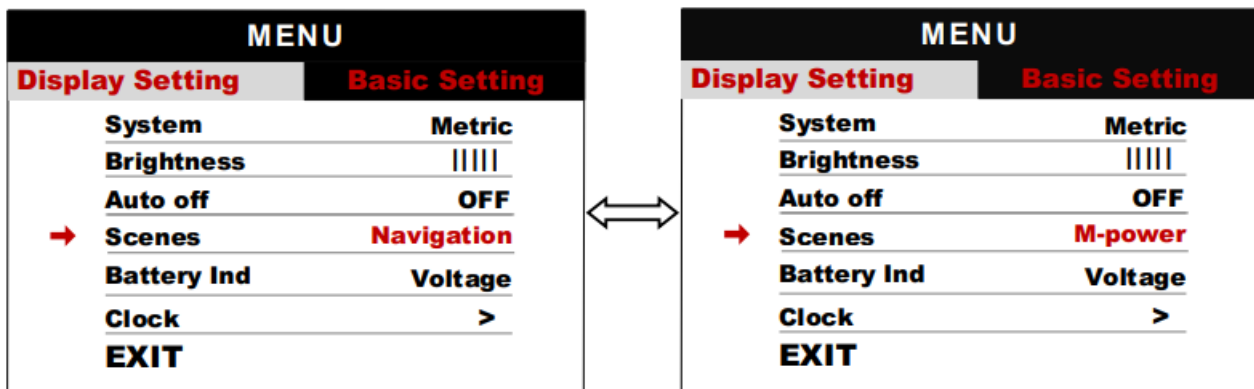 MENU
Display Setting Basic Setting
System Metric
Brightness |||||
Auto off OFF
Scenes Navigation
Battery Ind Voltage
Clock >
EXIT
MENU
Display Setting Basic Setting
System Metric
Brightness |||||
Auto off OFF
Scenes M-power
Battery Ind Voltage
Clock >
EXIT